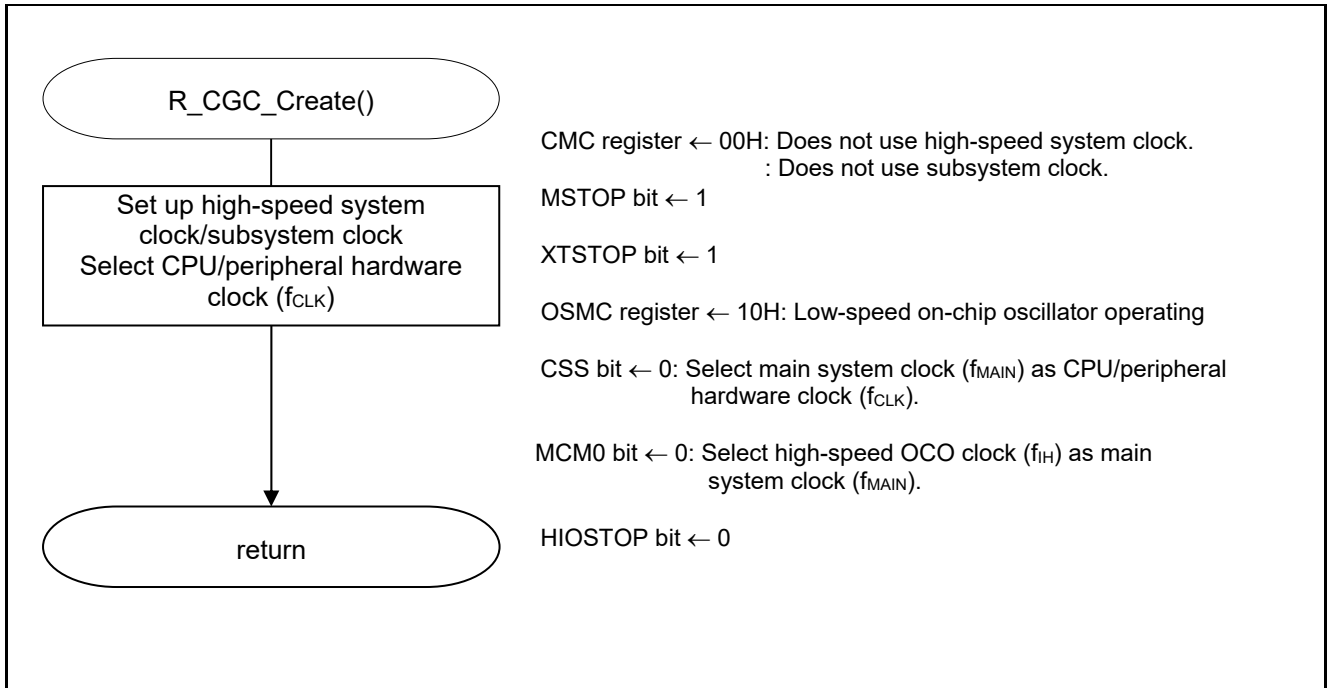 R_CGC_Create()
Set up high-speed system
clock/subsystem clock
Select CPU/peripheral hardware
clock (fCLK)
return
CMC register ← 00H: Does not use high-speed system clock.
: Does not use subsystem clock.
MSTOP bit ← 1
XTSTOP bit ← 1
OSMC register ← 10H: Low-speed on-chip oscillator operating
CSS bit ← 0: Select main system clock (fMAIN) as CPU/peripheral
hardware clock (fCLK).
MCM0 bit ← 0: Select high-speed OCO clock (fIH) as main
system clock (fMAIN).
HIOSTOP bit ← 0